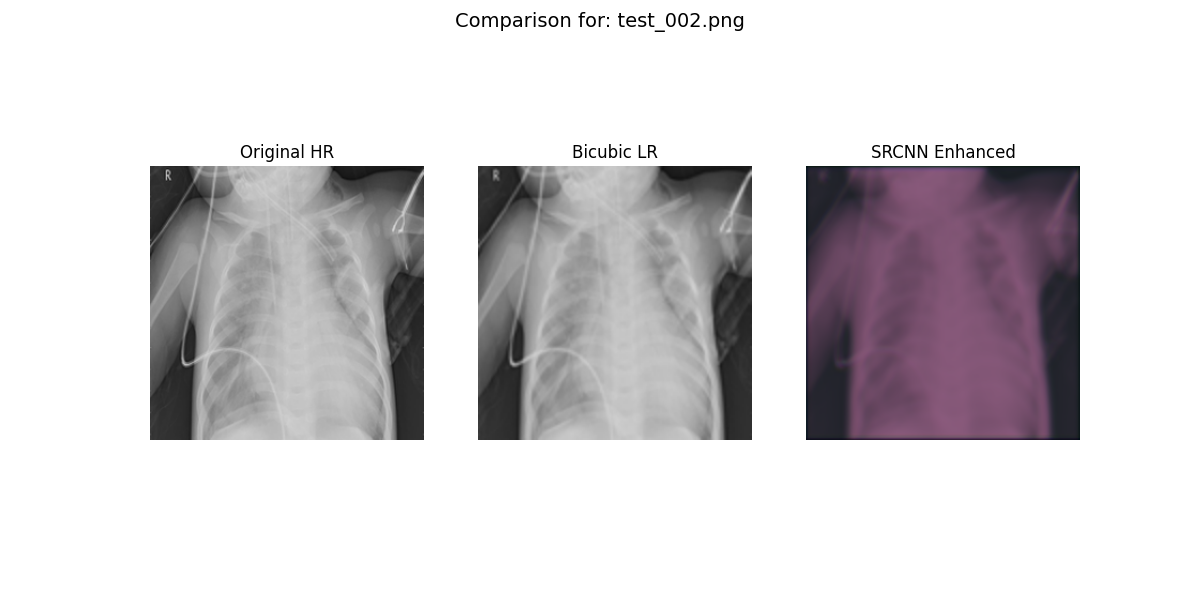 Comparison for: test_002.png
Original HR
Bicubic LR
SRCNN Enhanced
R
R